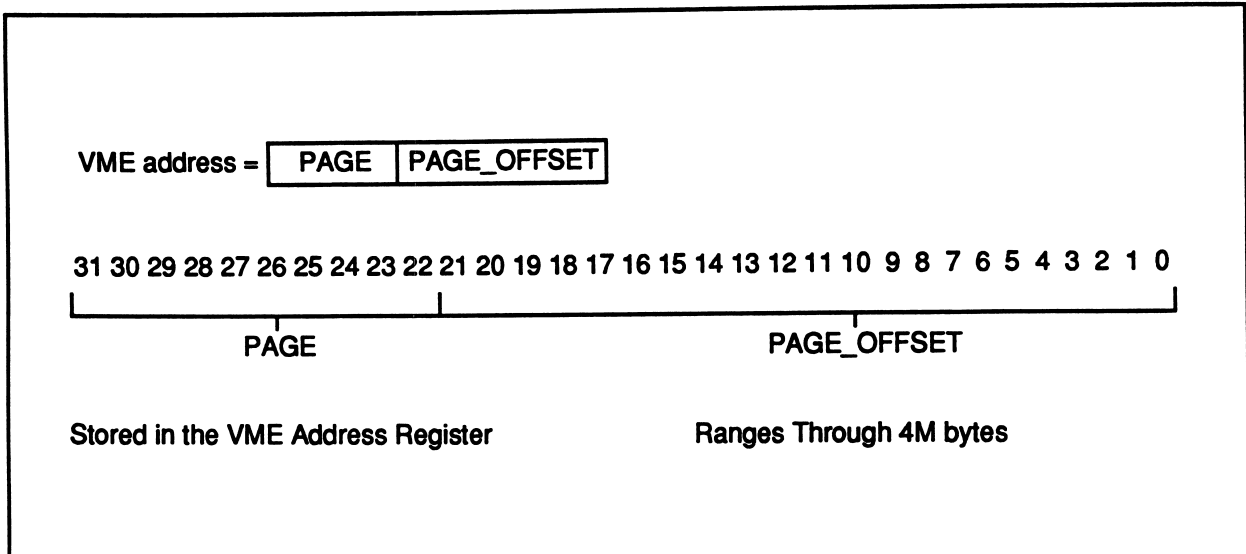 VME address = PAGE PAGE_OFFSET
31 30 29 28 27 26 25 24 23 22 21 20 19 18 17 16 15 14 13 12 11 10 9 8 7 6 5 4 3 2 1 0
PAGE PAGE_OFFSET
Stored in the VME Address Register Ranges Through 4M bytes